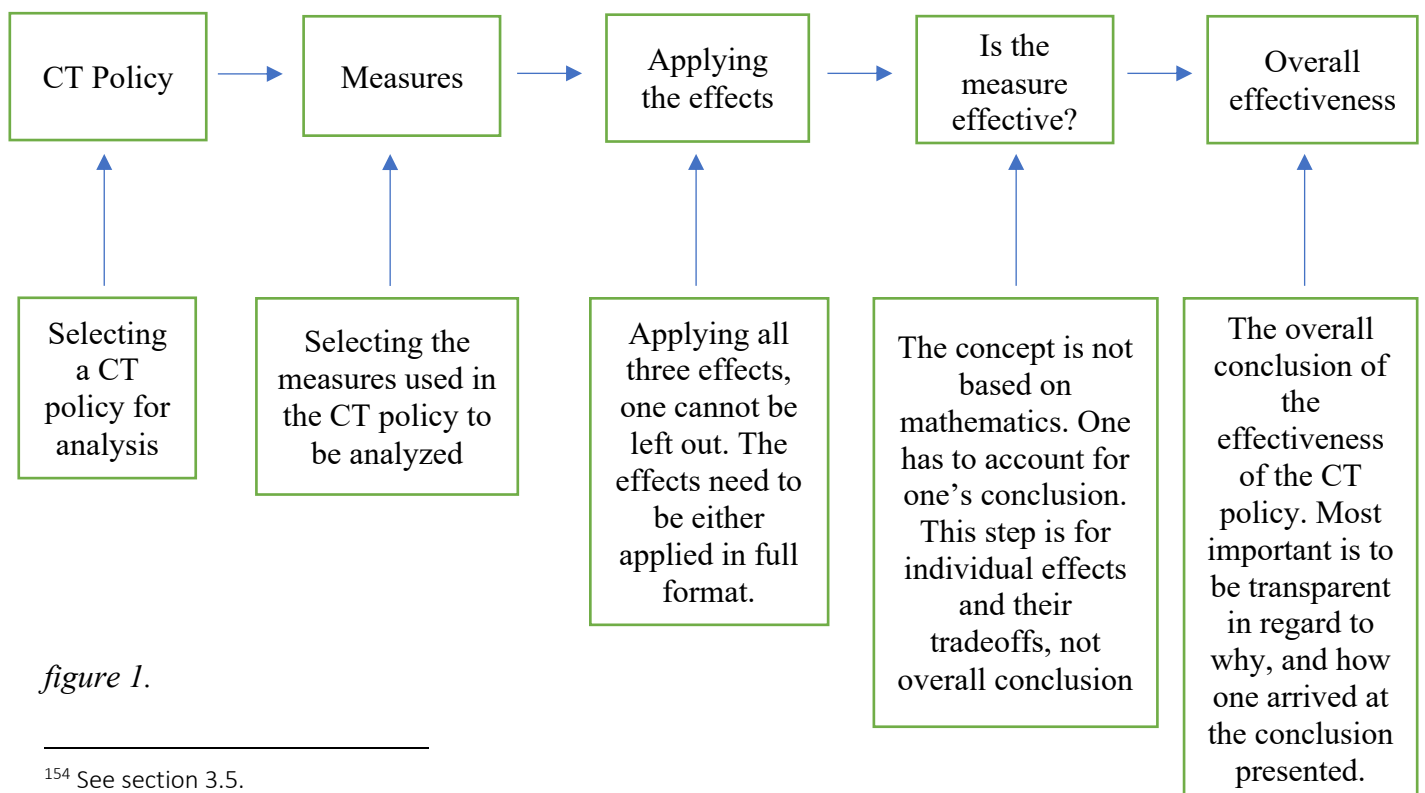 CT Policy
Measures
Applying
the effects
Is the
measure
effective?
Overall
effectiveness
Selecting
a CT
policy for
analysis
Selecting the
measures used in
the CT policy to
be analyzed
Applying all
three effects,
one cannot be
left out. The
effects need to
be either
applied in full
format.
The concept is not
based on
mathematics. One
has to account for
one’s conclusion.
This step is for
individual effects
and their
tradeoffs, not
overall conclusion
The overall
conclusion of
the
effectiveness
of the CT
policy. Most
important is to
be transparent
in regard to
why, and how
one arrived at
the conclusion
presented.
figure 1.
154 See section 3.5.